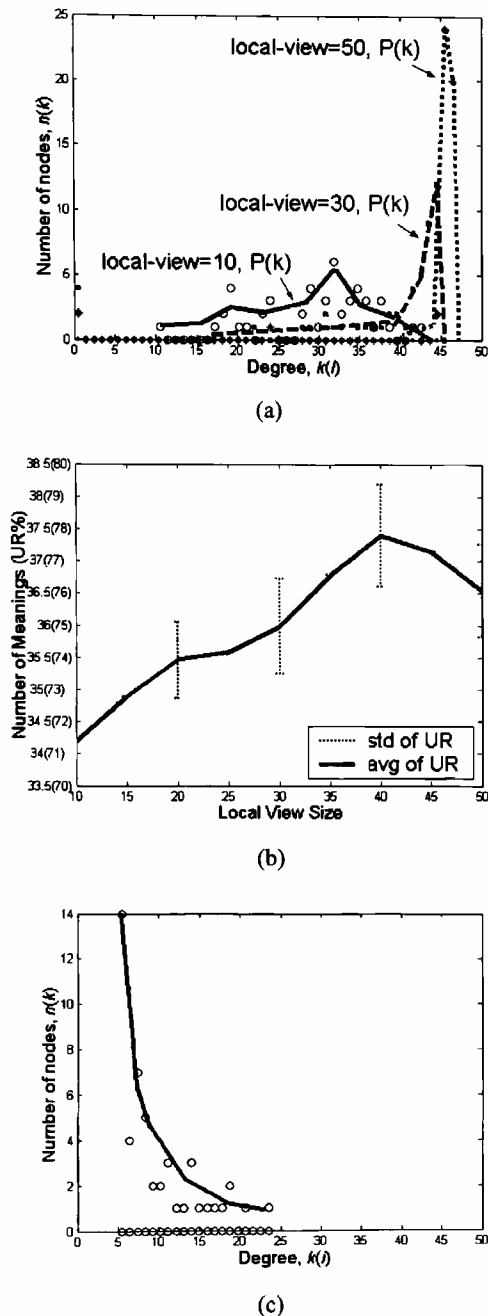 25
20
15
10
5
0
Number of nodes, n(k)
local-view=50, P(k)
local-view=30, P(k)
local-view=10, P(k)
0 5 10 15 20 25 30 35 40 45 50
Degree, k(i)
(a)
38 5(80)
38(79)
37 5(78)
37(77)
36.5(76)
36(75)
35 5(74)
35(73)
34 5(72)
34(71)
33.5(70)
Number of Meanings (UR%)
std of UR
avg of UR
10 15 20 25 30 35 40 45 50
Local View Size
(b)
14
12
10
8
6
4
2
0
Number of nodes, n(k)
0 5 10 15 20 25 30 35 40 45 50
Degree, k(i)
(c)